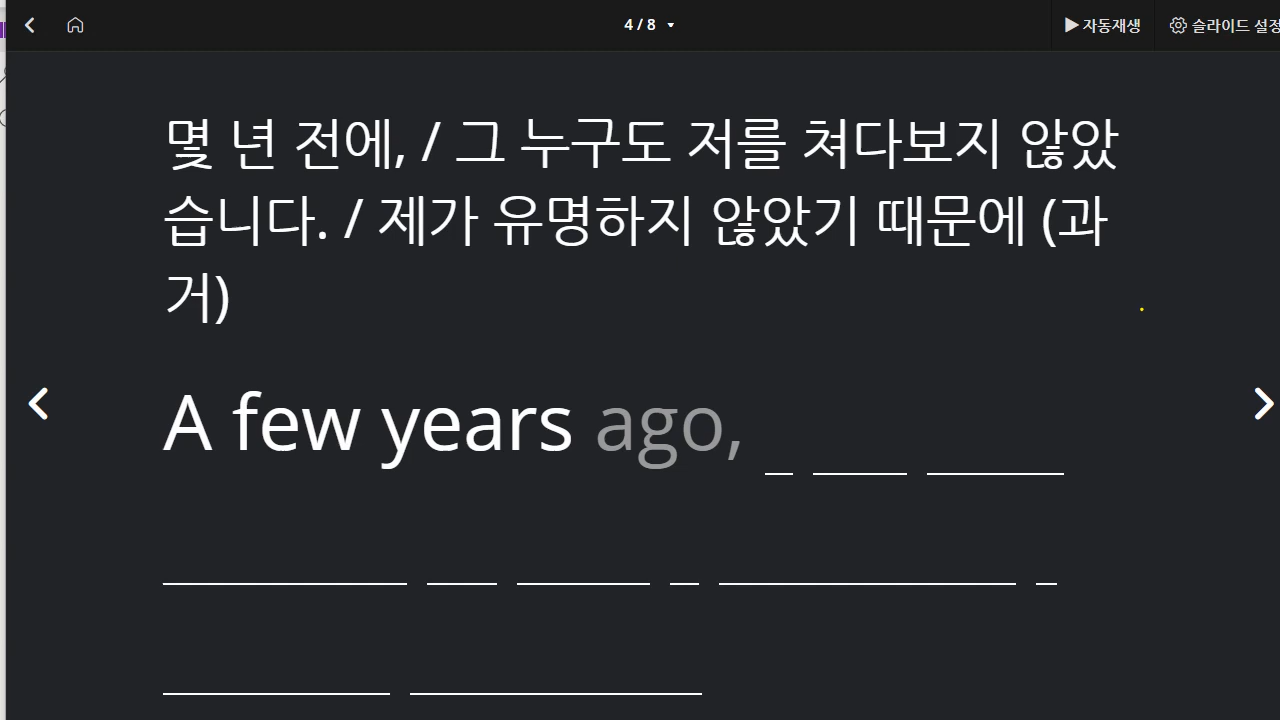 4 / 8
▶ 자동재생
슬라이드 설정
몇 년 전에, / 그 누구도 저를 쳐다보지 않았
습니다. / 제가 유명하지 않았기 때문에 (과
거)
A few years ago,